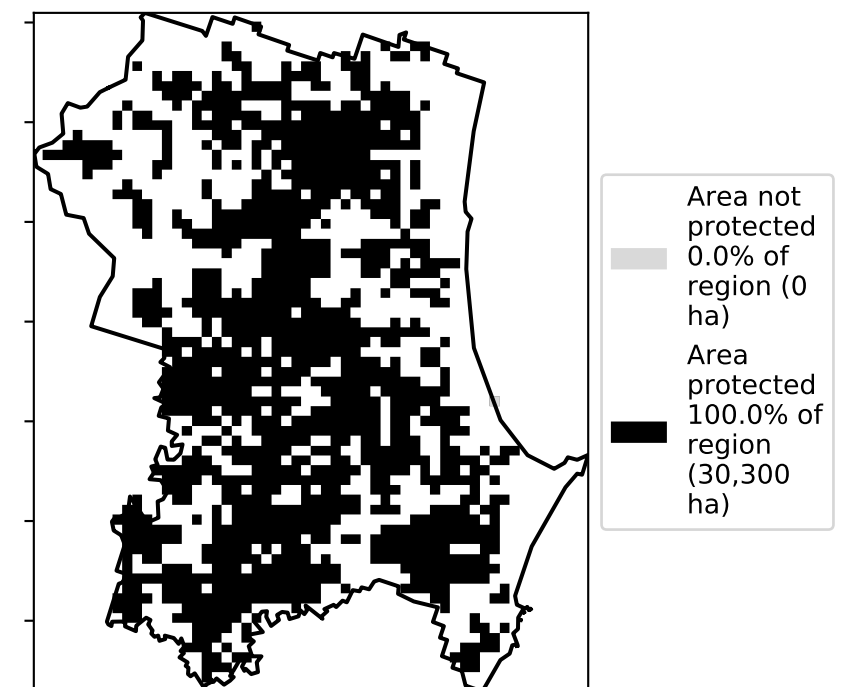 Area not
protected
0.0% of
region (0
ha)
Area
protected
100.0% of
region
(30,300
ha)